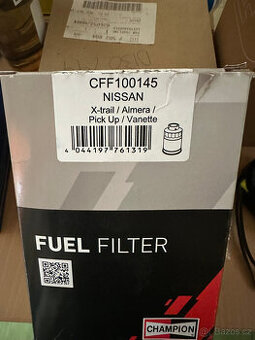 CFF100145
NISSAN
X-trail / Almera /
Pick Up / Vanette
4 044197 761319
FUEL FILTER
CHAMPION